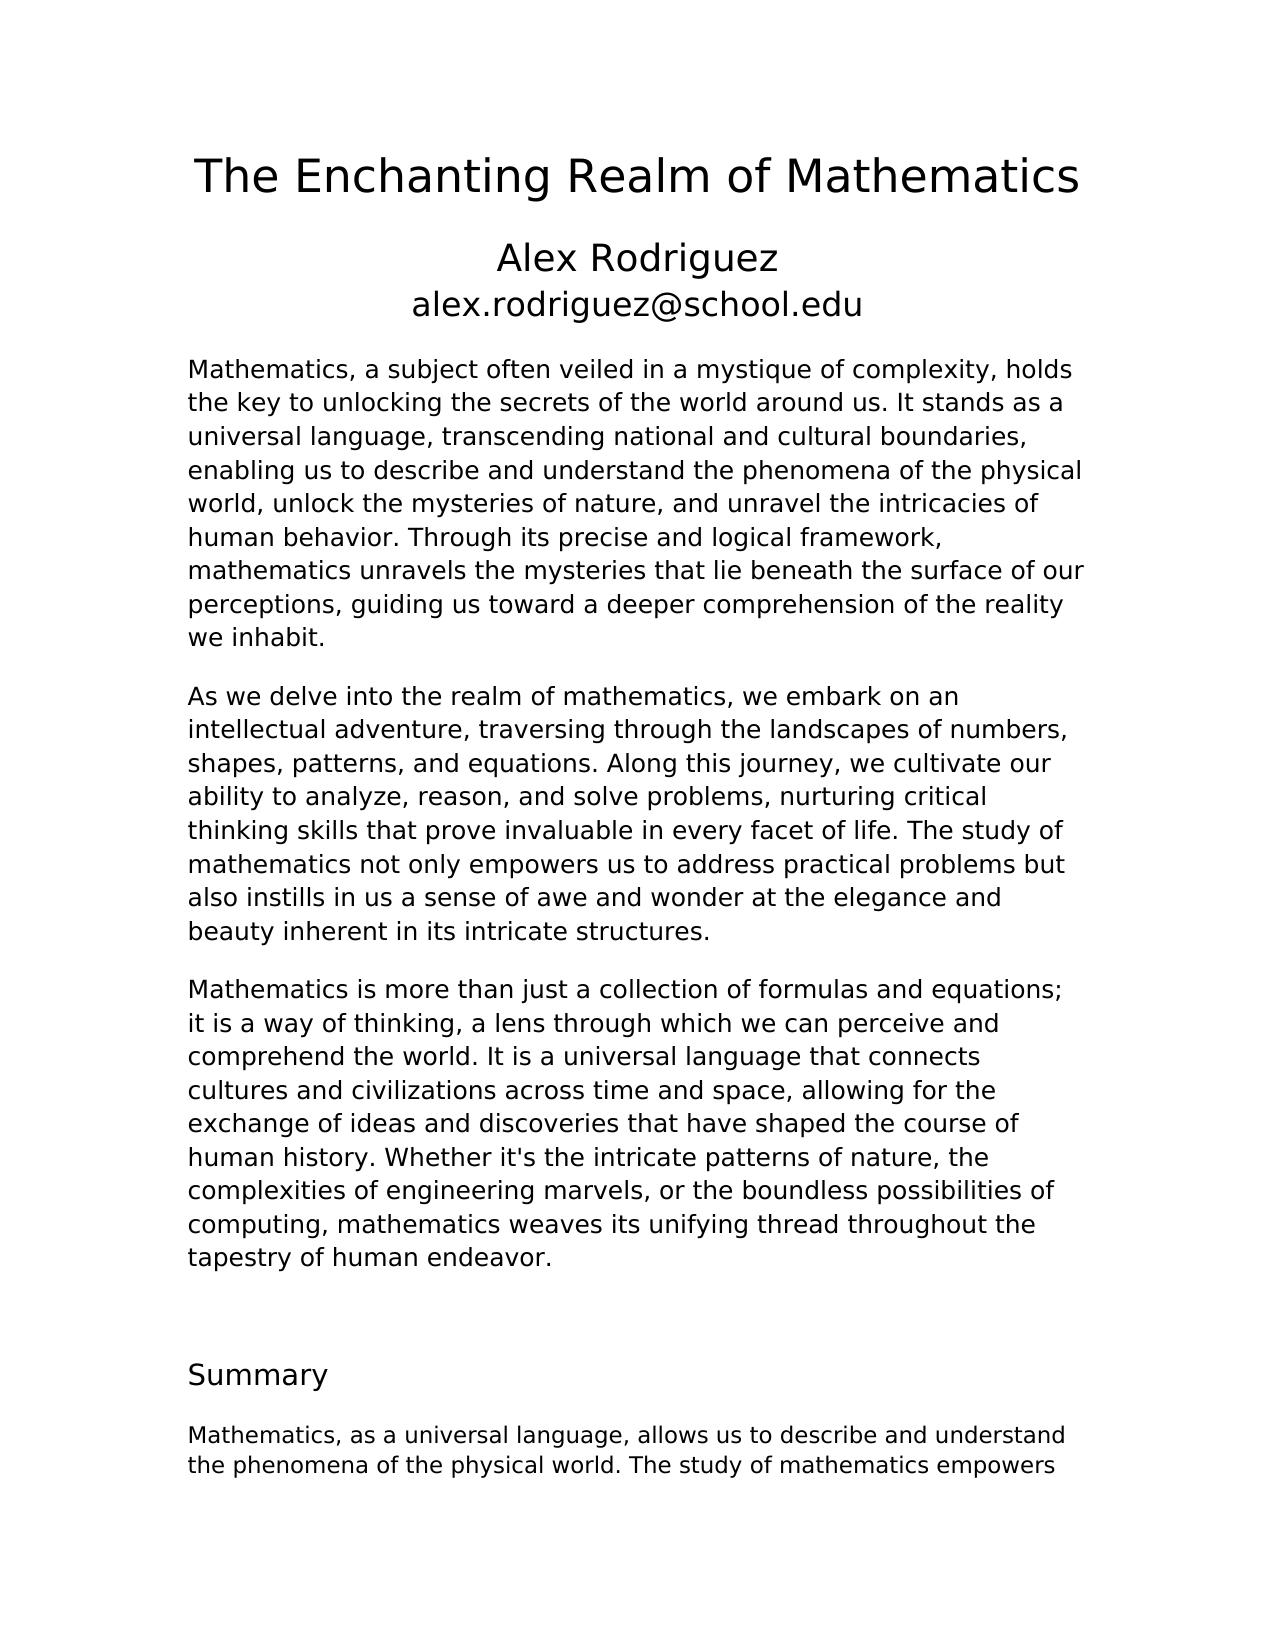 The Enchanting Realm of Mathematics
Alex Rodriguez
alex.rodriguez@school.edu
Mathematics, a subject often veiled in a mystique of complexity, holds
the key to unlocking the secrets of the world around us. It stands as a
universal language, transcending national and cultural boundaries,
enabling us to describe and understand the phenomena of the physical
world, unlock the mysteries of nature, and unravel the intricacies of
human behavior. Through its precise and logical framework,
mathematics unravels the mysteries that lie beneath the surface of our
perceptions, guiding us toward a deeper comprehension of the reality
we inhabit.
As we delve into the realm of mathematics, we embark on an
intellectual adventure, traversing through the landscapes of numbers,
shapes, patterns, and equations. Along this journey, we cultivate our
ability to analyze, reason, and solve problems, nurturing critical
thinking skills that prove invaluable in every facet of life. The study of
mathematics not only empowers us to address practical problems but
also instills in us a sense of awe and wonder at the elegance and
beauty inherent in its intricate structures.
Mathematics is more than just a collection of formulas and equations;
it is a way of thinking, a lens through which we can perceive and
comprehend the world. It is a universal language that connects
cultures and civilizations across time and space, allowing for the
exchange of ideas and discoveries that have shaped the course of
human history. Whether it's the intricate patterns of nature, the
complexities of engineering marvels, or the boundless possibilities of
computing, mathematics weaves its unifying thread throughout the
tapestry of human endeavor.
Summary
Mathematics, as a universal language, allows us to describe and understand
the phenomena of the physical world. The study of mathematics empowers